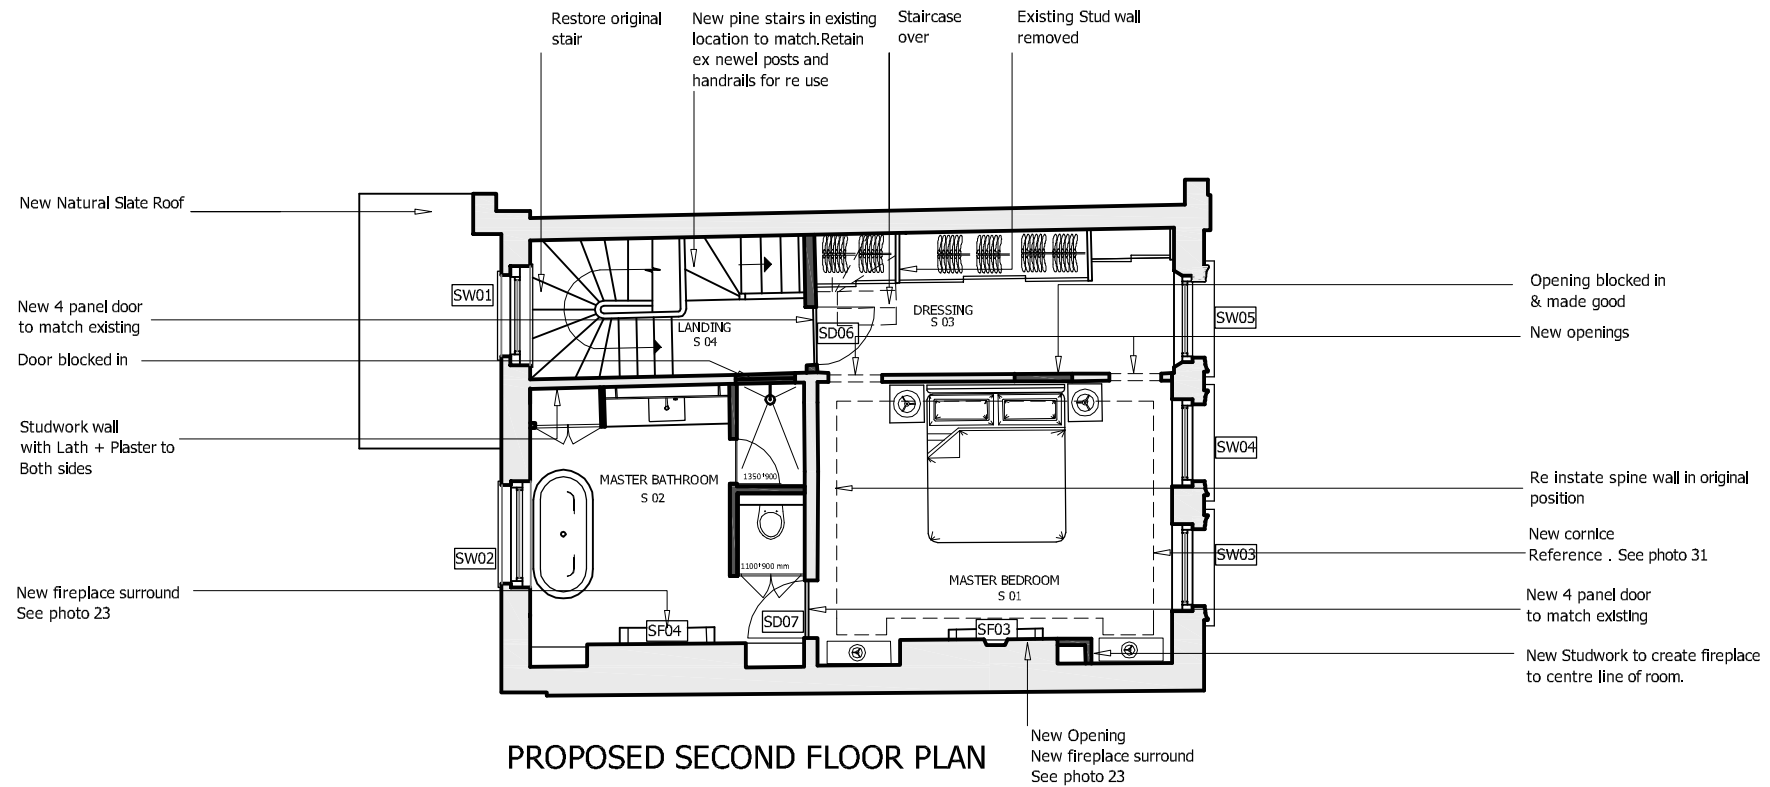 Restore original
stair
New pine stairs in existing
location to match.Retain
ex newel posts and
handrails for re use
Staircase
over
Existing Stud wall
removed
New Natural Slate Roof
New 4 panel door
to match existing
Door blocked in
Studwork wall
with Lath + Plaster to
Both sides
New fireplace surround
See photo 23
SW01
SW02
LANDING
S 04
SD06
DRESSING
S 03
SW05
SW04
SW03
MASTER BATHROOM
S 02
1350*900
1100*900 mm
MASTER BEDROOM
S 01
SF04
SD07
SF03
Opening blocked in
& made good
New openings
Re instate spine wall in original
position
New cornice
Reference . See photo 31
New 4 panel door
to match existing
New Studwork to create fireplace
to centre line of room.
New Opening
New fireplace surround
See photo 23
PROPOSED SECOND FLOOR PLAN